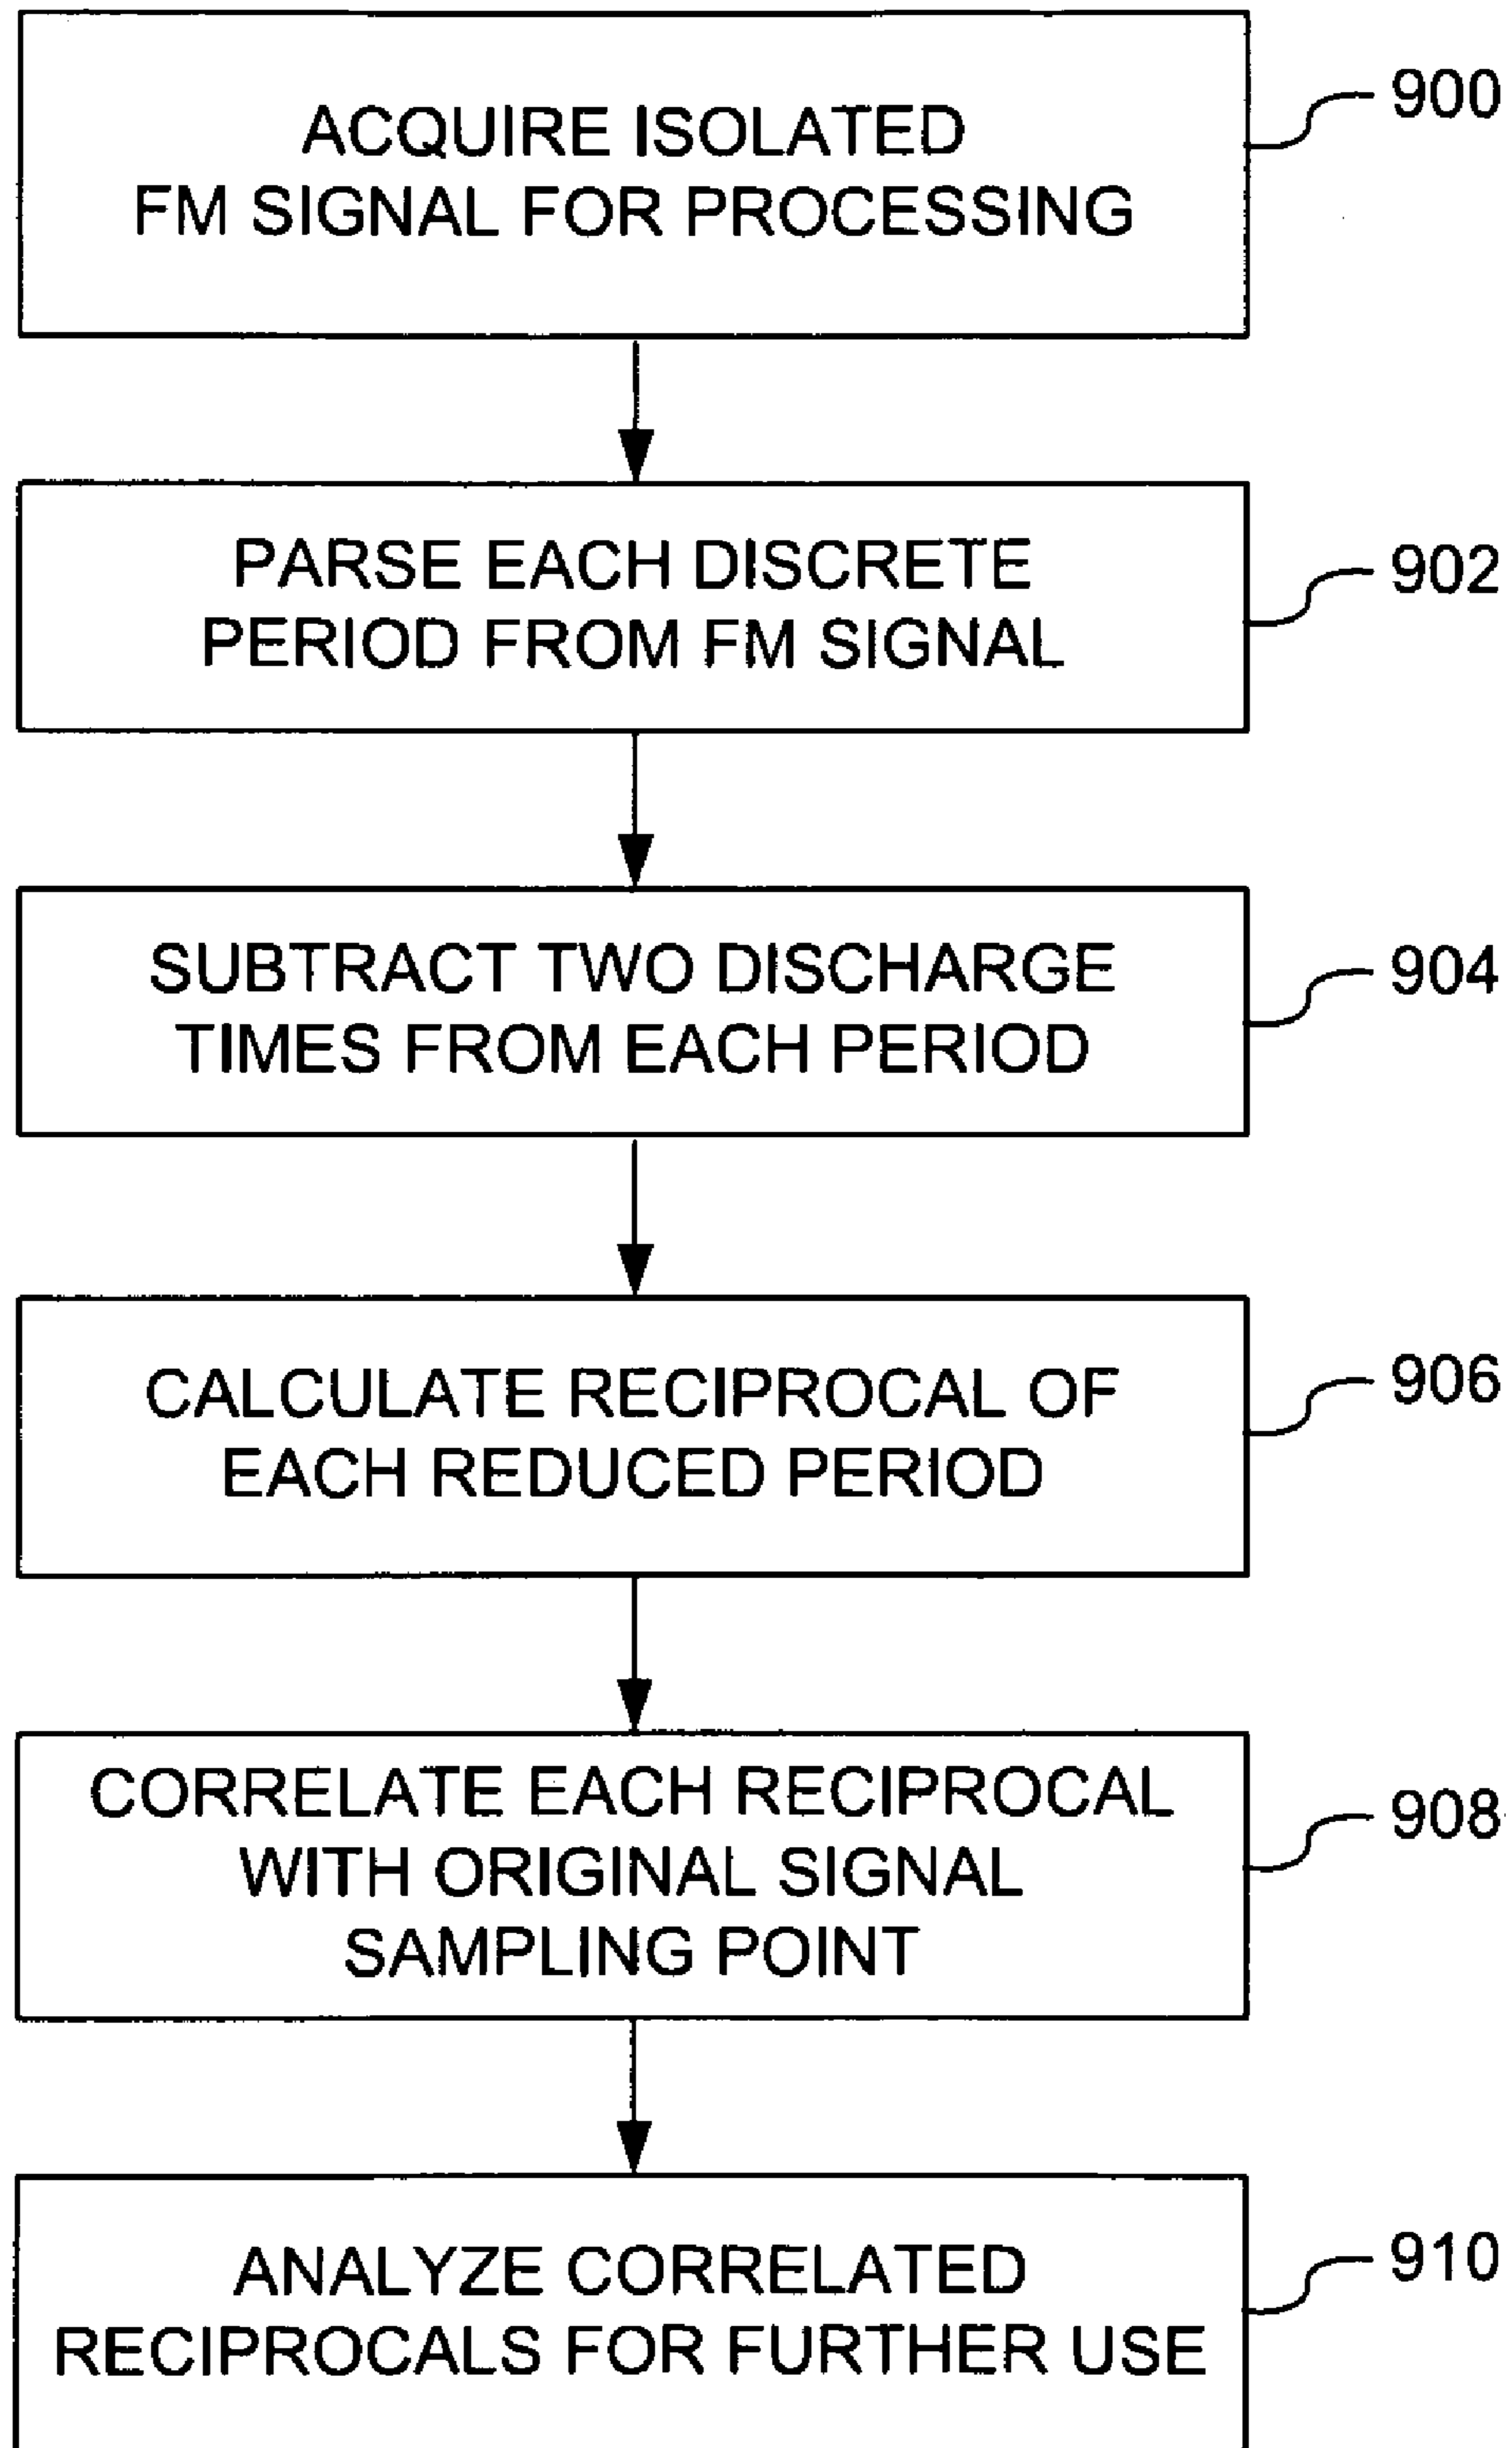 ACQUIRE ISOLATED
FM SIGNAL FOR PROCESSING
900
PARSE EACH DISCRETE
PERIOD FROM FM SIGNAL
902
SUBTRACT TWO DISCHARGE
TIMES FROM EACH PERIOD
904
CALCULATE RECIPROCAL OF
EACH REDUCED PERIOD
906
CORRELATE EACH RECIPROCAL
WITH ORIGINAL SIGNAL
SAMPLING POINT
908
ANALYZE CORRELATED
RECIPROCALS FOR FURTHER USE
910